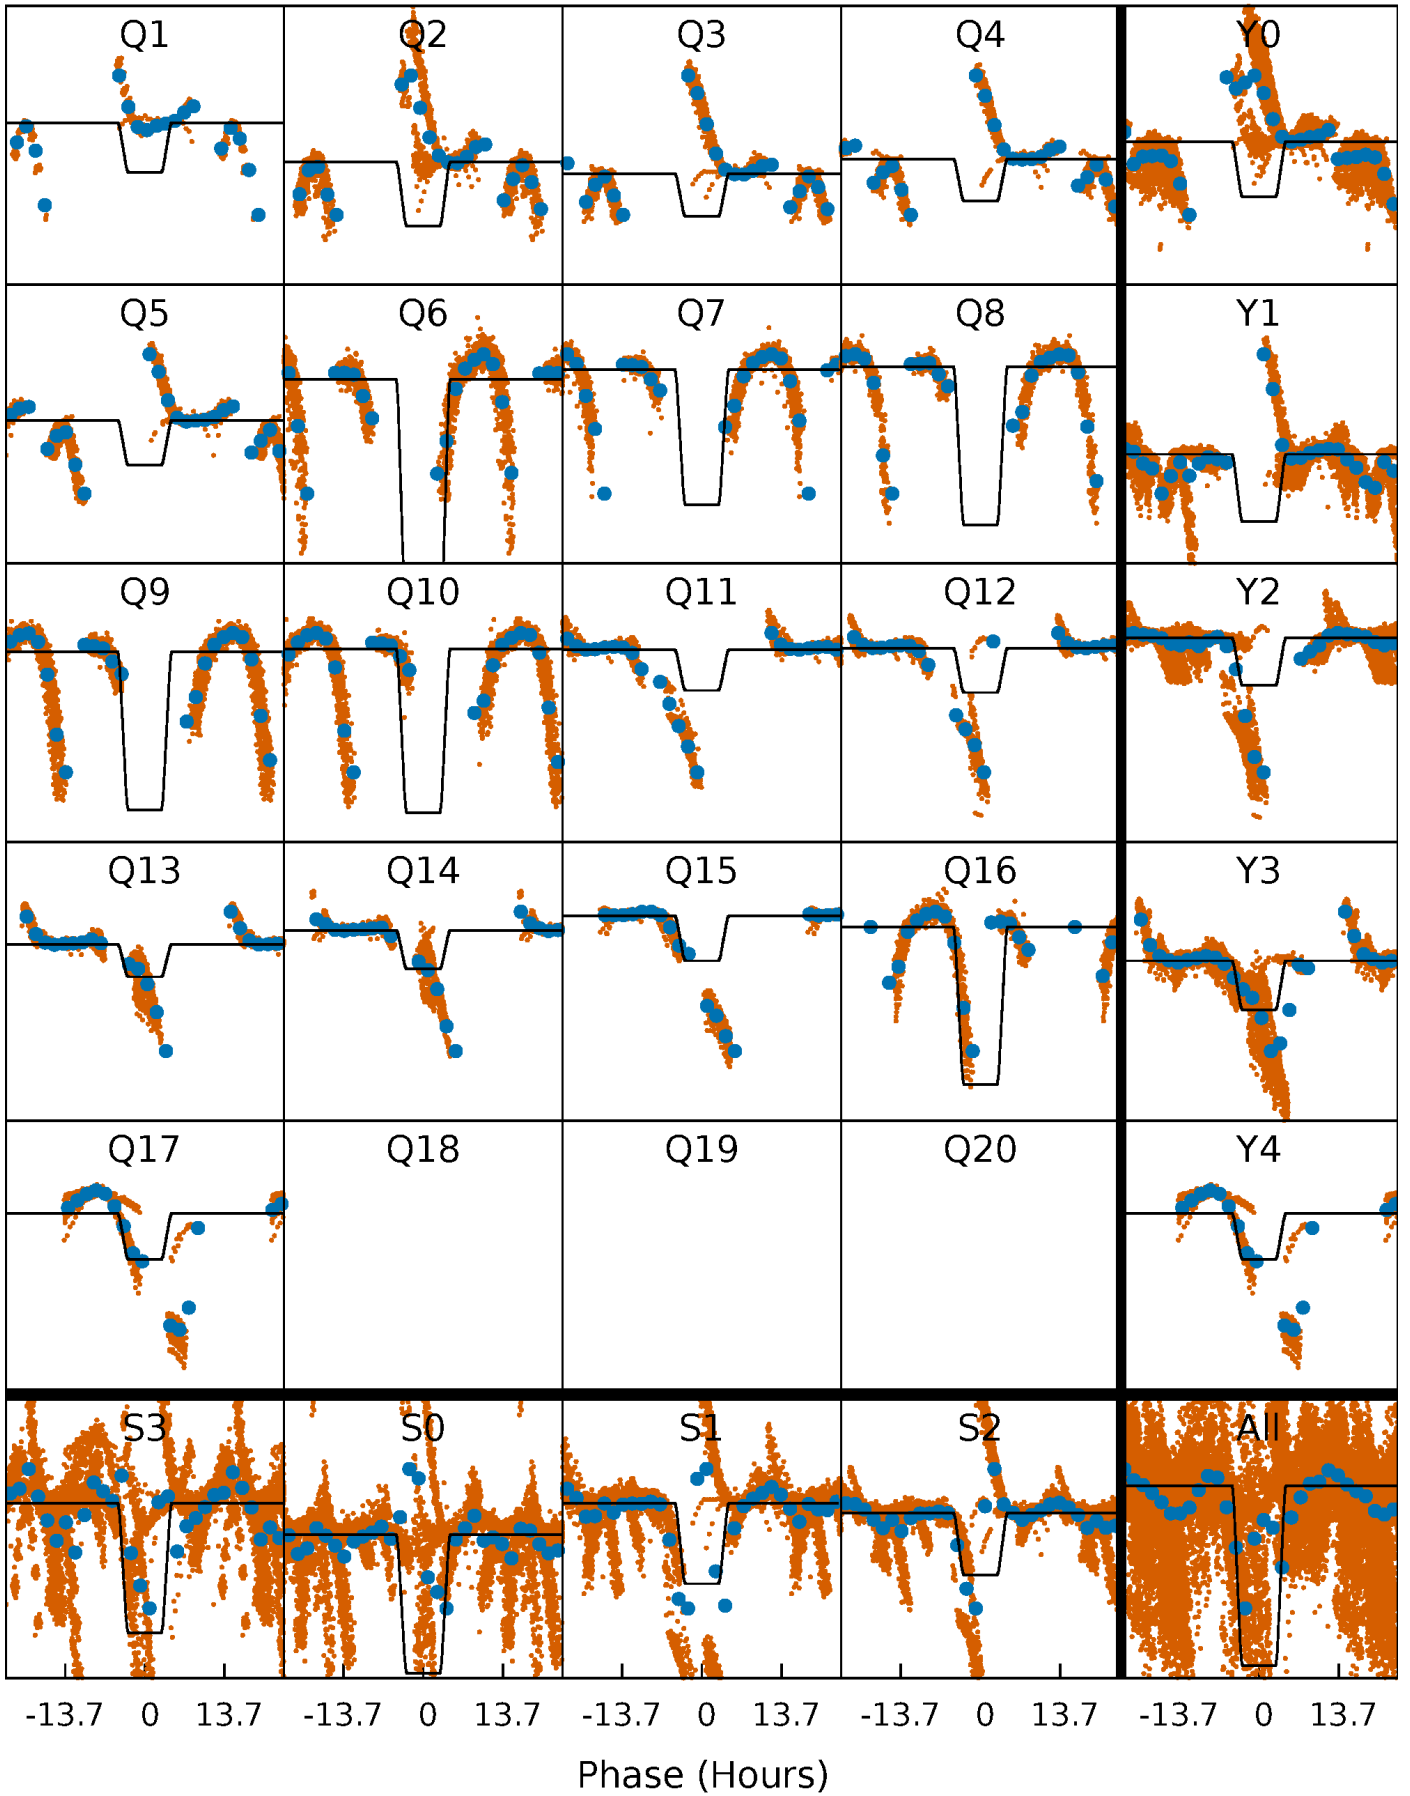 Q1 Q2 Q3 Q4 Y0
Q5 Q6 Q7 Q8 Y1
Q9 Q10 Q11 Q12 Y2
Q13 Q14 Q15 Q16 Y3
Q17 Q18 Q19 Q20 Y4
S3 S0 S1 S2 All
-13.7 0 13.7 -13.7 0 13.7 -13.7 0 13.7 -13.7 0 13.7 -13.7 0 13.7
Phase (Hours)